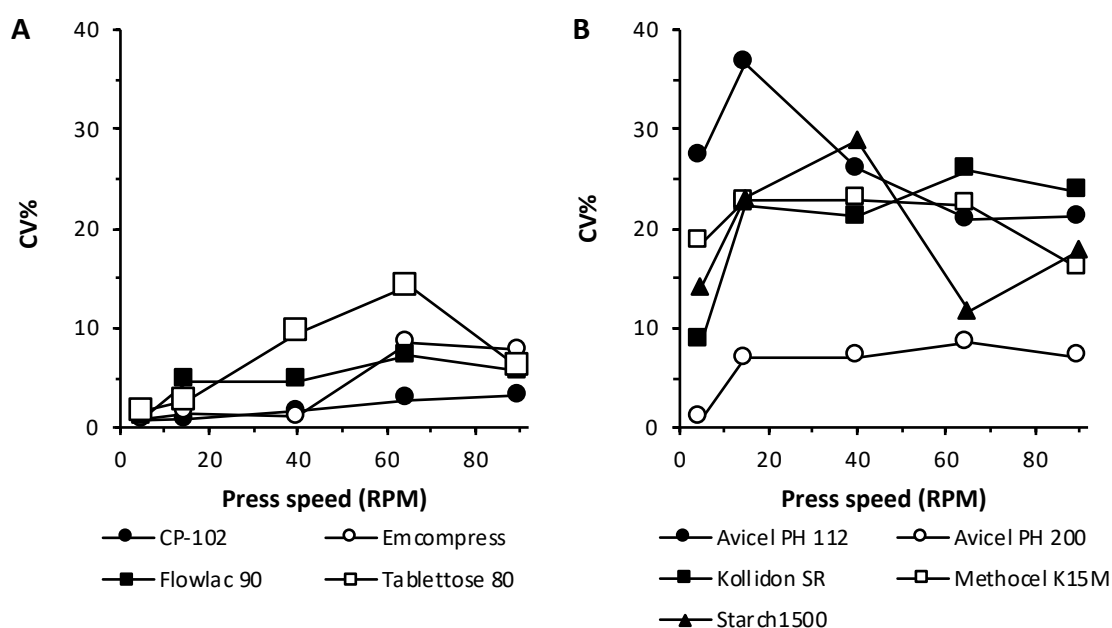 A
40
30
20
10
0
CV%
0 20 40 60 80
Press speed (RPM)
CP-102 Emcompress
Flowlac 90 Tablettose 80
B
40
30
20
10
0
CV%
0 20 40 60 80
Press speed (RPM)
Avicel PH 112 Avicel PH 200
Kollidon SR Methocel K15M
Starch1500